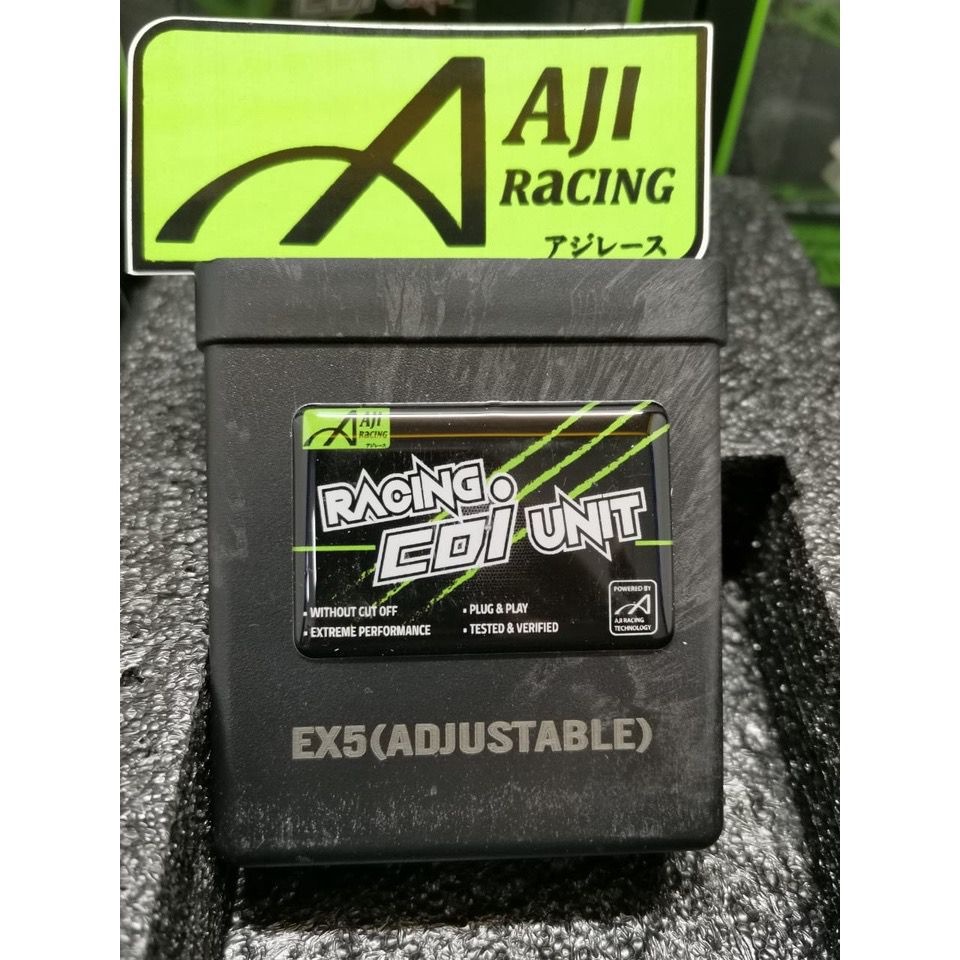 AJI
RACING
アジレース
AJI
RACING
アジレース
RACING
CDI UNIT
• WITHOUT CUT OFF
• PLUG & PLAY
• EXTREME PERFORMANCE
• TESTED & VERIFIED
POWERED BY
AJI RACING
TECHNOLOGY
EX5(ADJUSTABLE)